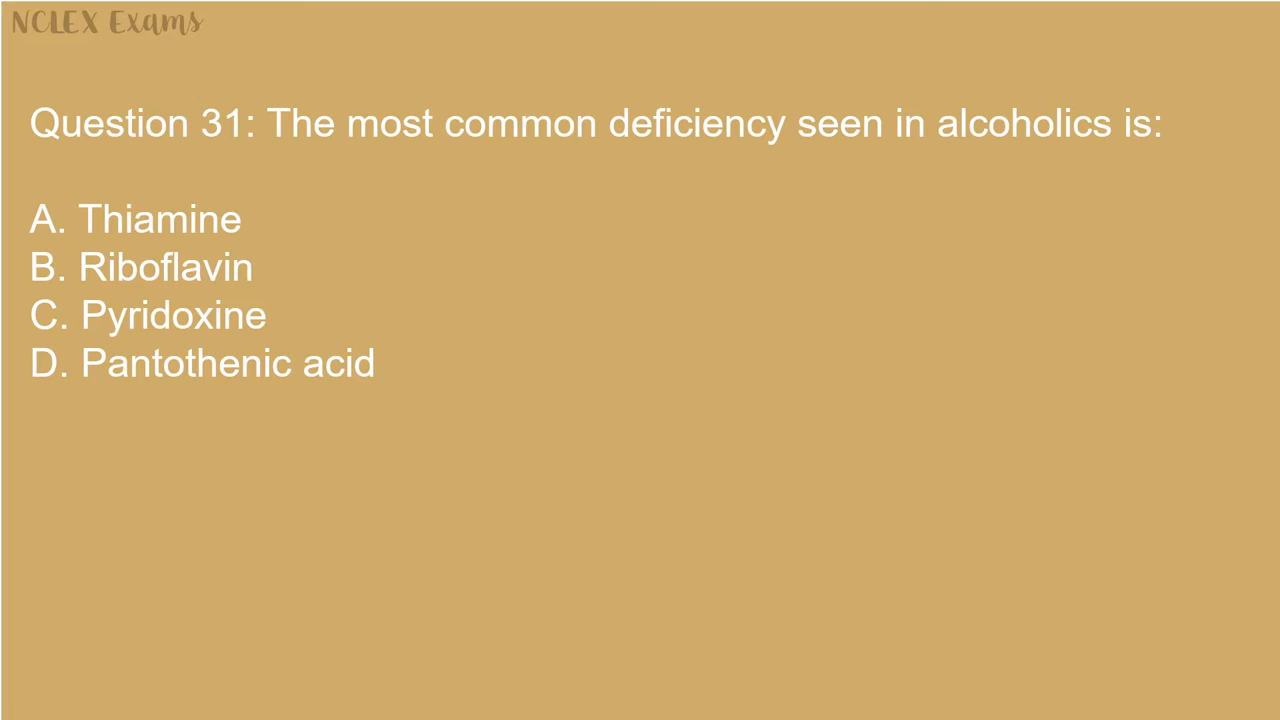 NCLEX Exams
Question 31: The most common deficiency seen in alcoholics is:
A. Thiamine
B. Riboflavin
C. Pyridoxine
D. Pantothenic acid